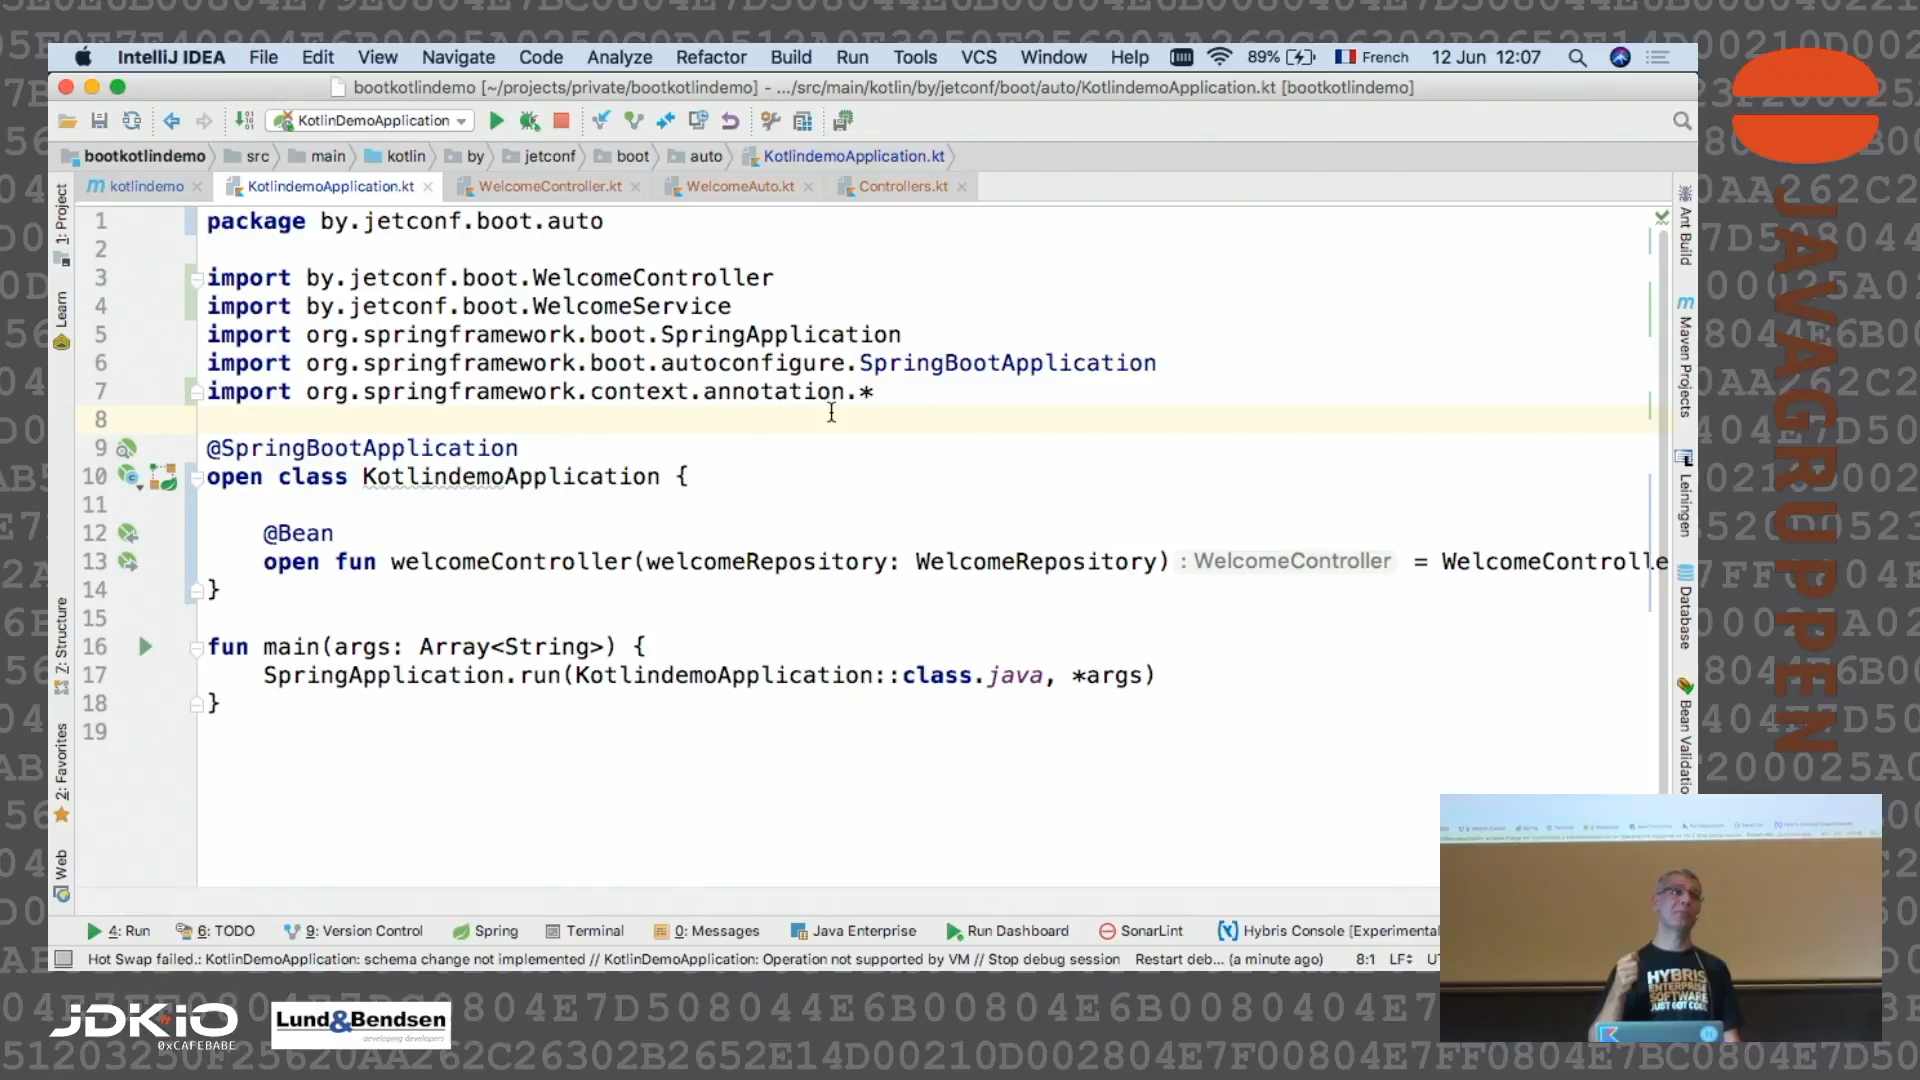 IntelliJ IDEA File Edit View Navigate Code Analyze Refactor Build Run Tools VCS Window Help 89% French 12 Jun 12:07
bootkotlindemo [~/projects/private/bootkotlindemo] - .../src/main/kotlin/by/jetconf/boot/auto/KotlindemoApplication.kt [bootkotlindemo]
KotlinDemoApplication
bootkotlindemo src main kotlin by jetconf boot auto KotlindemoApplication.kt
kotlindemo KotlindemoApplication.kt WelcomeController.kt WelcomeAuto.kt Controllers.kt
1 package by.jetconf.boot.auto
2
3 import by.jetconf.boot.WelcomeController
4 import by.jetconf.boot.WelcomeService
5 import org.springframework.boot.SpringApplication
6 import org.springframework.boot.autoconfigure.SpringBootApplication
7 import org.springframework.context.annotation.*
8
9 @SpringBootApplication
10 open class KotlindemoApplication {
11
12 @Bean
13 open fun welcomeController(welcomeRepository: WelcomeRepository) : WelcomeController = WelcomeControlle
14 }
15
16 fun main(args: Array<String>) {
17 SpringApplication.run(KotlindemoApplication::class.java, *args)
18 }
19
1: Project
Learn
Z: Structure
2: Favorites
Web
Ant Build
Maven Projects
Leiningen
Database
Bean Validatio
4: Run 6: TODO 9: Version Control Spring Terminal 0: Messages Java Enterprise Run Dashboard SonarLint Hybris Console [Experimental
Hot Swap failed.: KotlinDemoApplication: schema change not implemented // KotlinDemoApplication: Operation not supported by VM // Stop debug session Restart deb... (a minute ago) 8:1 LF÷ U
JAVAGRUPPEN
HYBRIS
ENTERPRISE
SOFTWARE
JUST GOT COOL
JDK.IO
0xCAFEBABE
Lund&Bendsen
developing developers